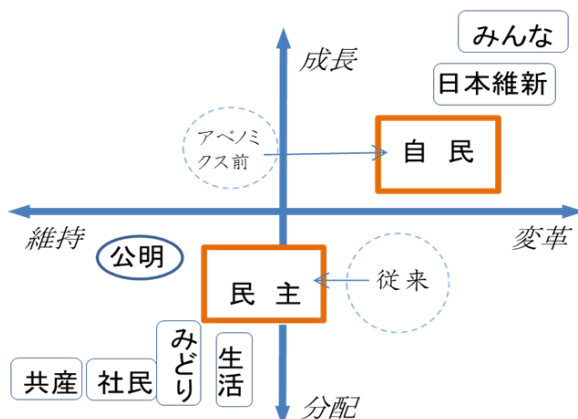 みんな
成長
日本維新
アベノミ
クス前
自 民
維持
変革
公明
民 主
従来
みどり
生活
共産
社民
分配